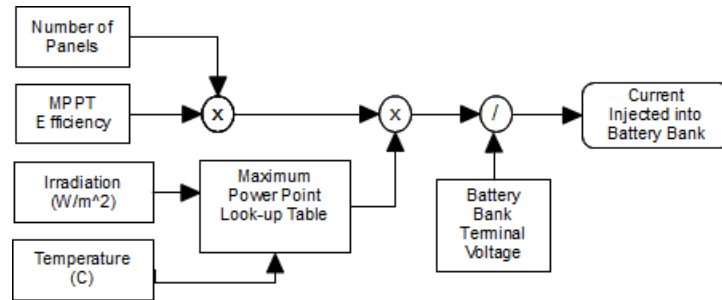 Number of
Panels
MPPT
E fficiency
x
x
/
Current
Injected into
Battery Bank
Irradiation
(W/m^2)
Maximum
Power Point
Look-up Table
Battery
Bank
Terminal
Voltage
Temperature
(C)